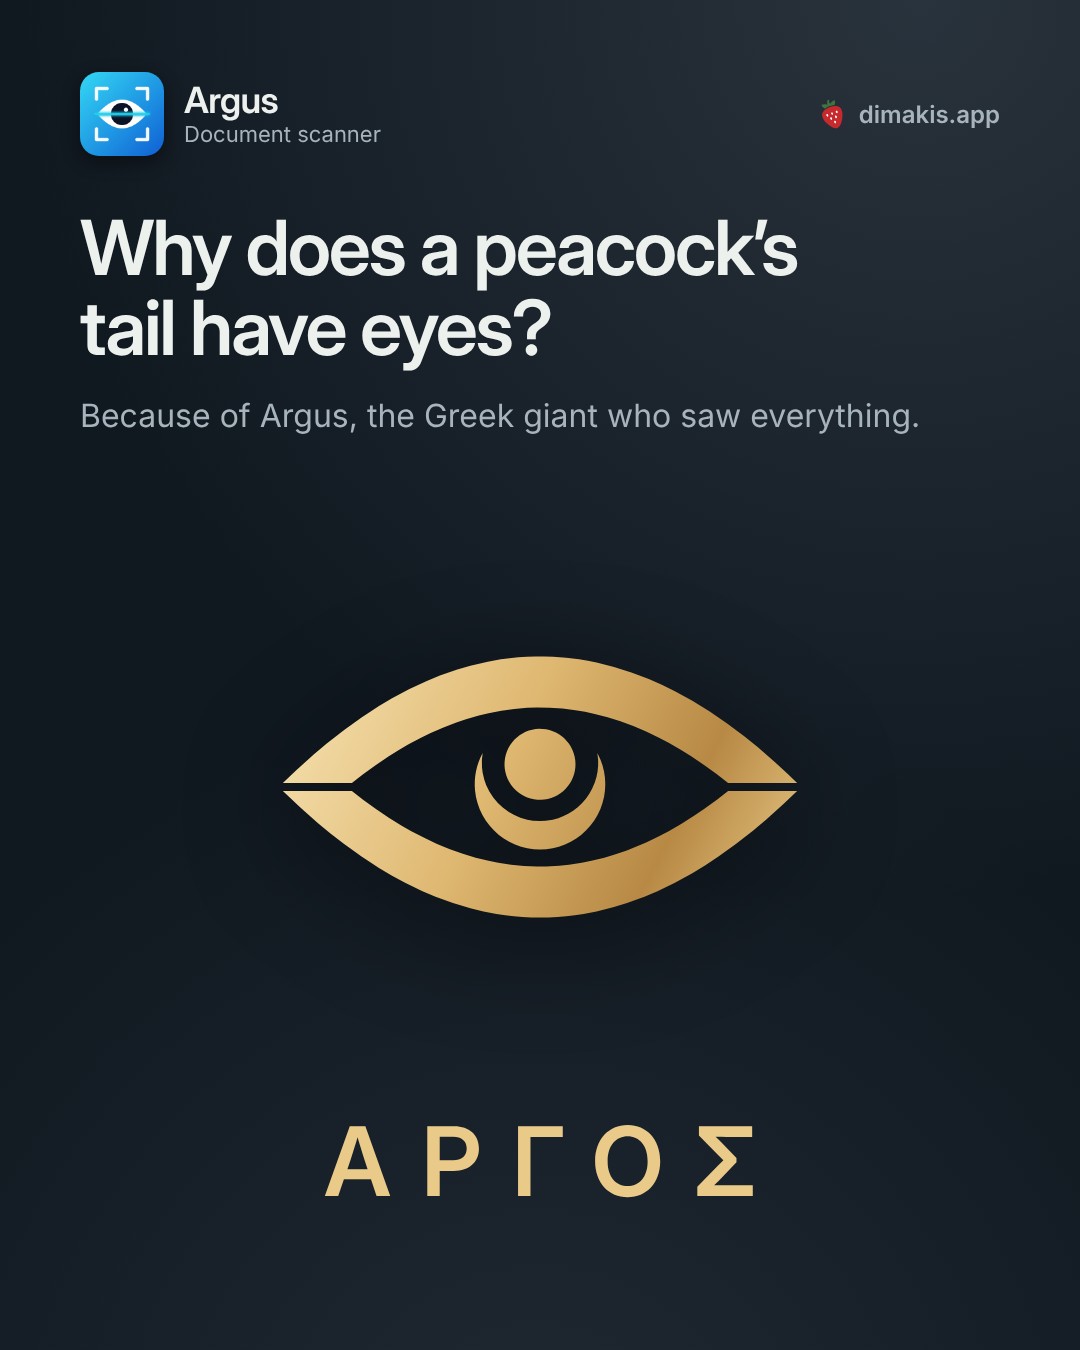 Argus
Document scanner
dimakis.app
Why does a peacock’s
tail have eyes?
Because of Argus, the Greek giant who saw everything.
ΑΡΓΟΣ